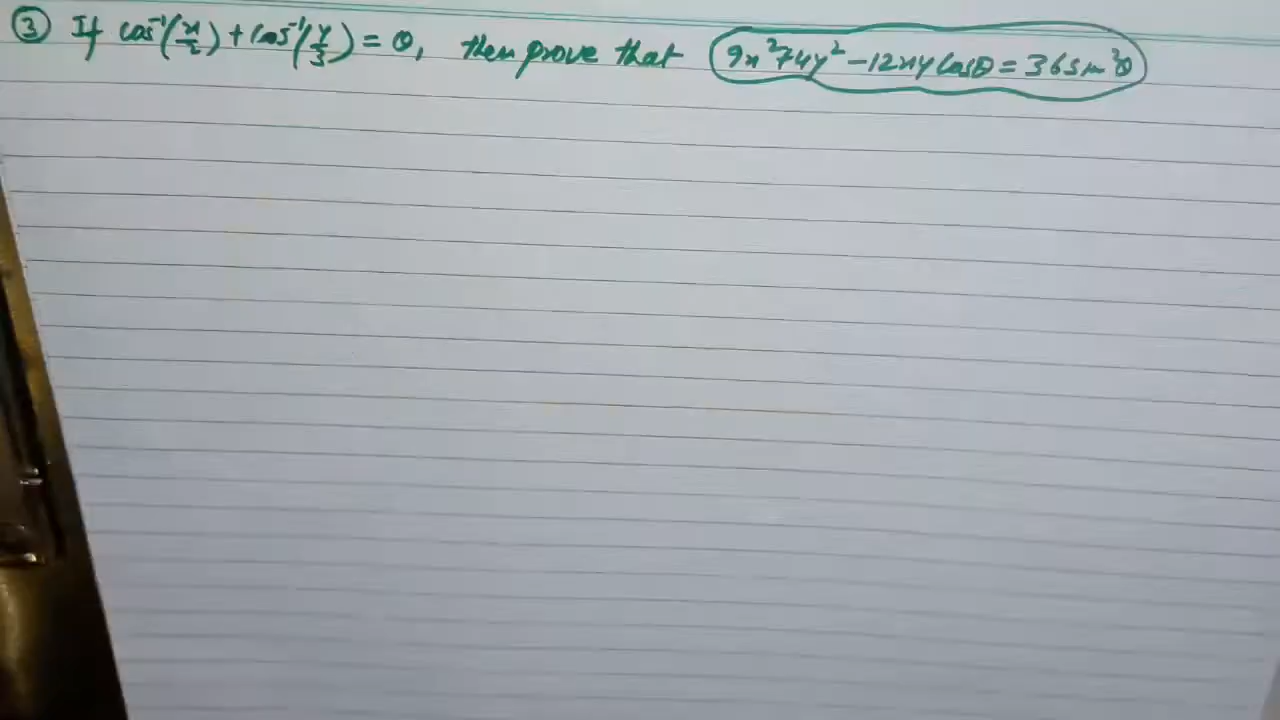 ③ If cos⁻¹(x/2) + cos⁻¹(y/3) = θ, then prove that 9x²+4y² −12xy cosθ = 36 sin²θ